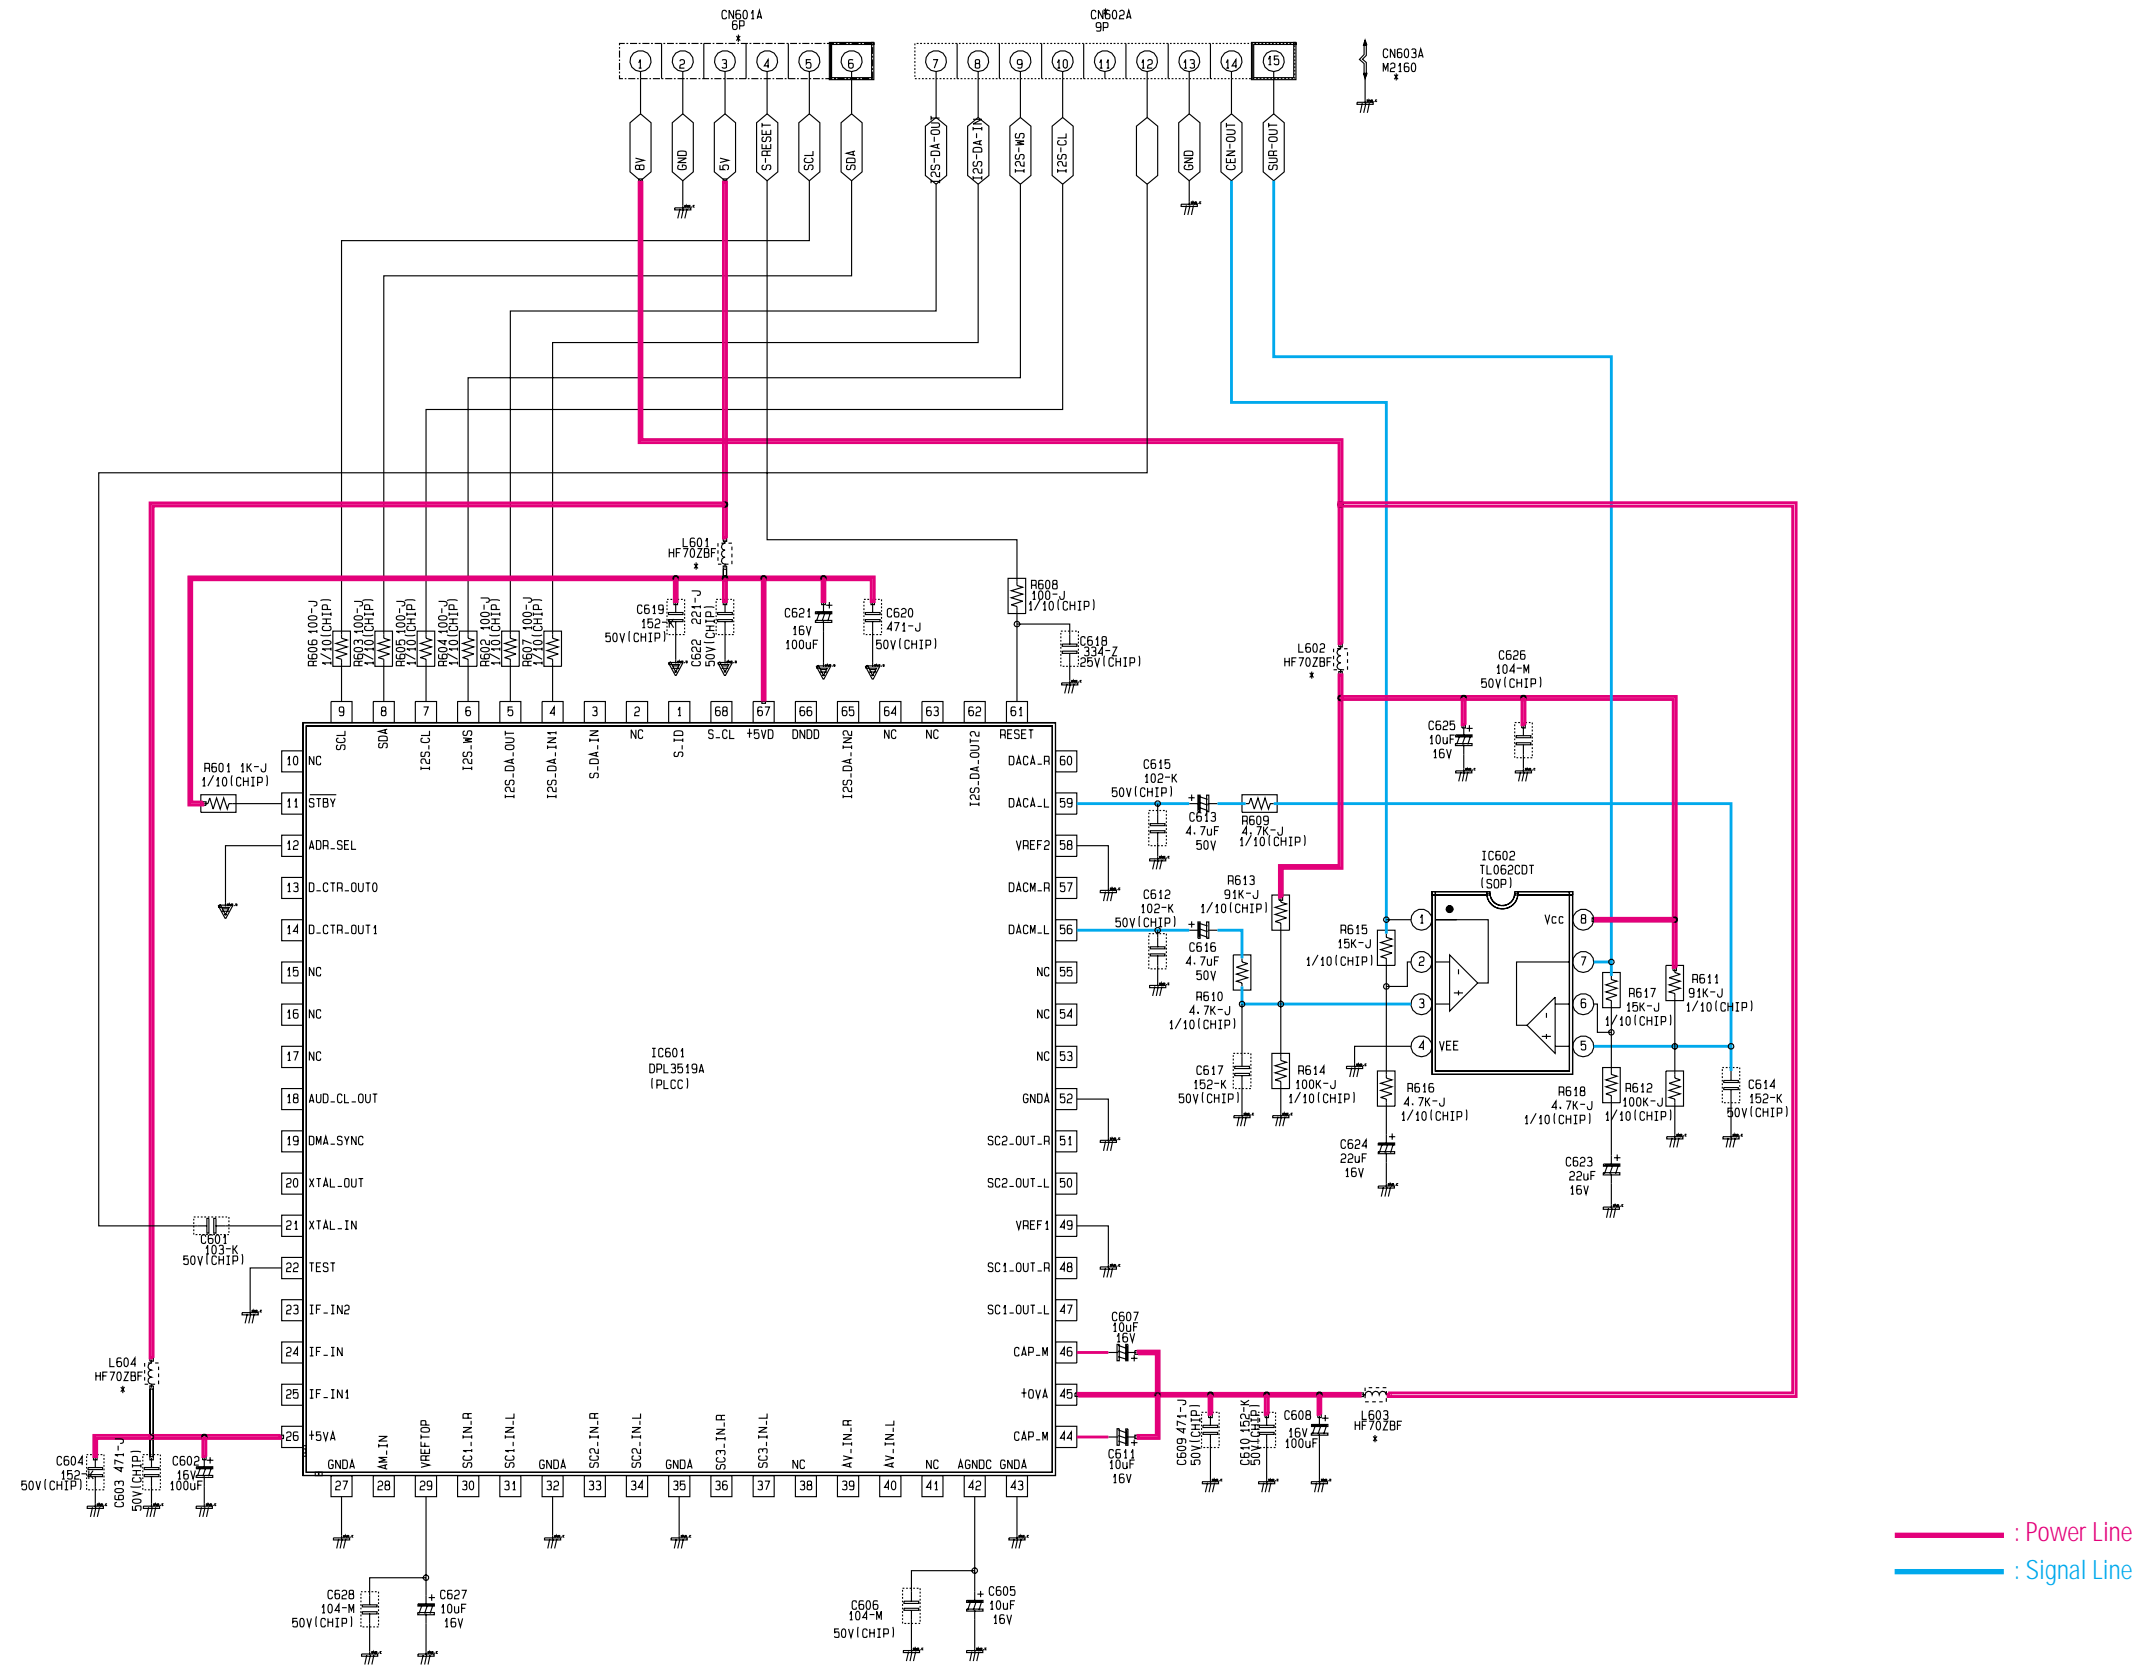 CN601A
6P
*
CN602A
9P
*
1 2 3 4 5 6
7 8 9 10 11 12 13 14 15
CN603A
M2160
*
8V
GND
5V
S-RESET
SCL
SDA
I2S-DA-OUT
I2S-DA-IN
I2S-WS
I2S-CL
GND
CEN-OUT
SUR-OUT
L601
HF70ZBF
*
R606 100-J
1/10(CHIP)
R603 100-J
1/10(CHIP)
R605 100-J
1/10(CHIP)
R604 100-J
1/10(CHIP)
R602 100-J
1/10(CHIP)
R607 100-J
1/10(CHIP)
C619
152-K
50V(CHIP)
C622 221-J
50V(CHIP)
C621
16V
100uF
C620
471-J
50V(CHIP)
R608
100-J
1/10(CHIP)
C618
334-Z
25V(CHIP)
L602
HF70ZBF
*
C626
104-M
50V(CHIP)
C625
10uF
16V
9 8 7 6 5 4 3 2 1 68 67 66 65 64 63 62 61
SCL
SDA
I2S_CL
I2S_WS
I2S_DA_OUT
I2S_DA_IN1
S_DA_IN
NC
S_ID
S_CL
+5VD
DNDD
I2S_DA_IN2
NC
NC
I2S_DA_OUT2
RESET
R601 1K-J
1/10(CHIP)
10 NC
11 STBY
12 ADR_SEL
13 D_CTR_OUT0
14 D_CTR_OUT1
15 NC
16 NC
17 NC
18 AUD_CL_OUT
19 DMA_SYNC
20 XTAL_OUT
21 XTAL_IN
22 TEST
23 IF_IN2
24 IF_IN
25 IF_IN1
26 +5VA
IC601
DPL3519A
(PLCC)
DACA_R 60
DACA_L 59
VREF2 58
DACM_R 57
DACM_L 56
NC 55
NC 54
NC 53
GNDA 52
SC2_OUT_R 51
SC2_OUT_L 50
VREF1 49
SC1_OUT_R 48
SC1_OUT_L 47
CAP_M 46
+OVA 45
CAP_M 44
C615
102-K
50V(CHIP)
C613
4.7uF
50V
R609
4.7K-J
1/10(CHIP)
C612
102-K
50V(CHIP)
C616
4.7uF
50V
R613
91K-J
1/10(CHIP)
R610
4.7K-J
1/10(CHIP)
C617
152-K
50V(CHIP)
R614
100K-J
1/10(CHIP)
IC602
TL062CDT
(SOP)
1
2
3
4 VEE
Vcc 8
7
6
5
R615
15K-J
1/10(CHIP)
R616
4.7K-J
1/10(CHIP)
C624
22uF
16V
R617
15K-J
1/10(CHIP)
R611
91K-J
1/10(CHIP)
R618
4.7K-J
1/10(CHIP)
R612
100K-J
1/10(CHIP)
C614
152-K
50V(CHIP)
C623
22uF
16V
C601
103-K
50V(CHIP)
L604
HF70ZBF
*
C604
152-K
50V(CHIP)
C603 471-J
50V(CHIP)
C602
16V
100uF
C607
10uF
16V
C611
10uF
16V
C609 471-J
50V(CHIP)
C610 152-K
50V(CHIP)
C608
16V
100uF
L603
HF70ZBF
*
GNDA
AM_IN
VREFTOP
SC1_IN_R
SC1_IN_L
GNDA
SC2_IN_R
SC2_IN_L
GNDA
SC3_IN_R
SC3_IN_L
NC
AV_IN_R
AV_IN_L
NC
AGNDC
GNDA
27 28 29 30 31 32 33 34 35 36 37 38 39 40 41 42 43
C628
104-M
50V(CHIP)
C627
10uF
16V
C606
104-M
50V(CHIP)
C605
10uF
16V
: Power Line
: Signal Line